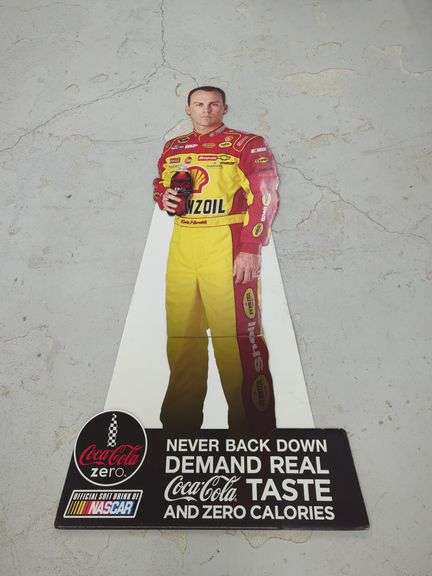 NZOIL
Shell
Coca-Cola
zero.
OFFICIAL SOFT DRINK OF
NASCAR
NEVER BACK DOWN
DEMAND REAL
Coca-Cola TASTE
AND ZERO CALORIES